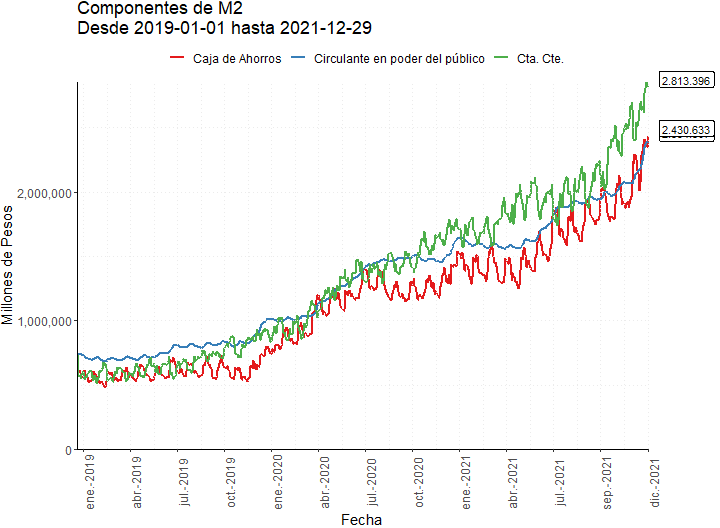 Componentes de M2
Desde 2019-01-01 hasta 2021-12-29
Caja de Ahorros Circulante en poder del público Cta. Cte.
2.813.396
2.430.633
Millones de Pesos
2,000,000
1,000,000
0
ene.-2019 abr.-2019 jul.-2019 oct.-2019 ene.-2020 abr.-2020 jul.-2020 oct.-2020 ene.-2021 abr.-2021 jul.-2021 sep.-2021 dic.-2021
Fecha